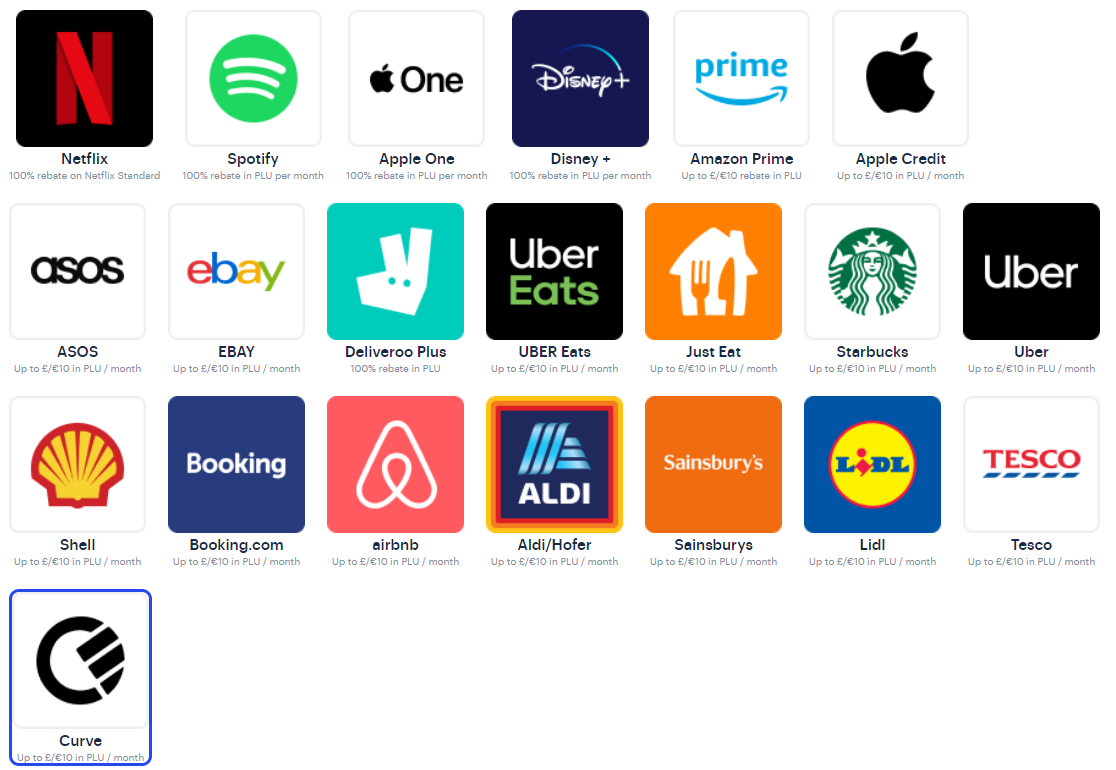 One
Disney+
prime
Netflix
Spotify
Apple One
Disney +
Amazon Prime
Apple Credit
100% rebate on Netflix Standard
100% rebate in PLU per month
100% rebate in PLU per month
100% rebate in PLU per month
Up to £/€10 rebate in PLU
Up to £/€10 in PLU / month
asos
ebay
Uber
Eats
Uber
ASOS
EBAY
Deliveroo Plus
UBER Eats
Just Eat
Starbucks
Uber
Up to £/€10 in PLU / month
Up to £/€10 in PLU / month
100% rebate in PLU
Up to £/€10 in PLU / month
Up to £/€10 in PLU / month
Up to £/€10 in PLU / month
Up to £/€10 in PLU / month
Booking
ALDI
Sainsbury's
LiDL
TESCO
Shell
Booking.com
airbnb
Aldi/Hofer
Sainsburys
Lidl
Tesco
Up to £/€10 in PLU / month
Up to £/€10 in PLU / month
Up to £/€10 in PLU / month
Up to £/€10 in PLU / month
Up to £/€10 in PLU / month
Up to £/€10 in PLU / month
Up to £/€10 in PLU / month
Curve
Up to £/€10 in PLU / month